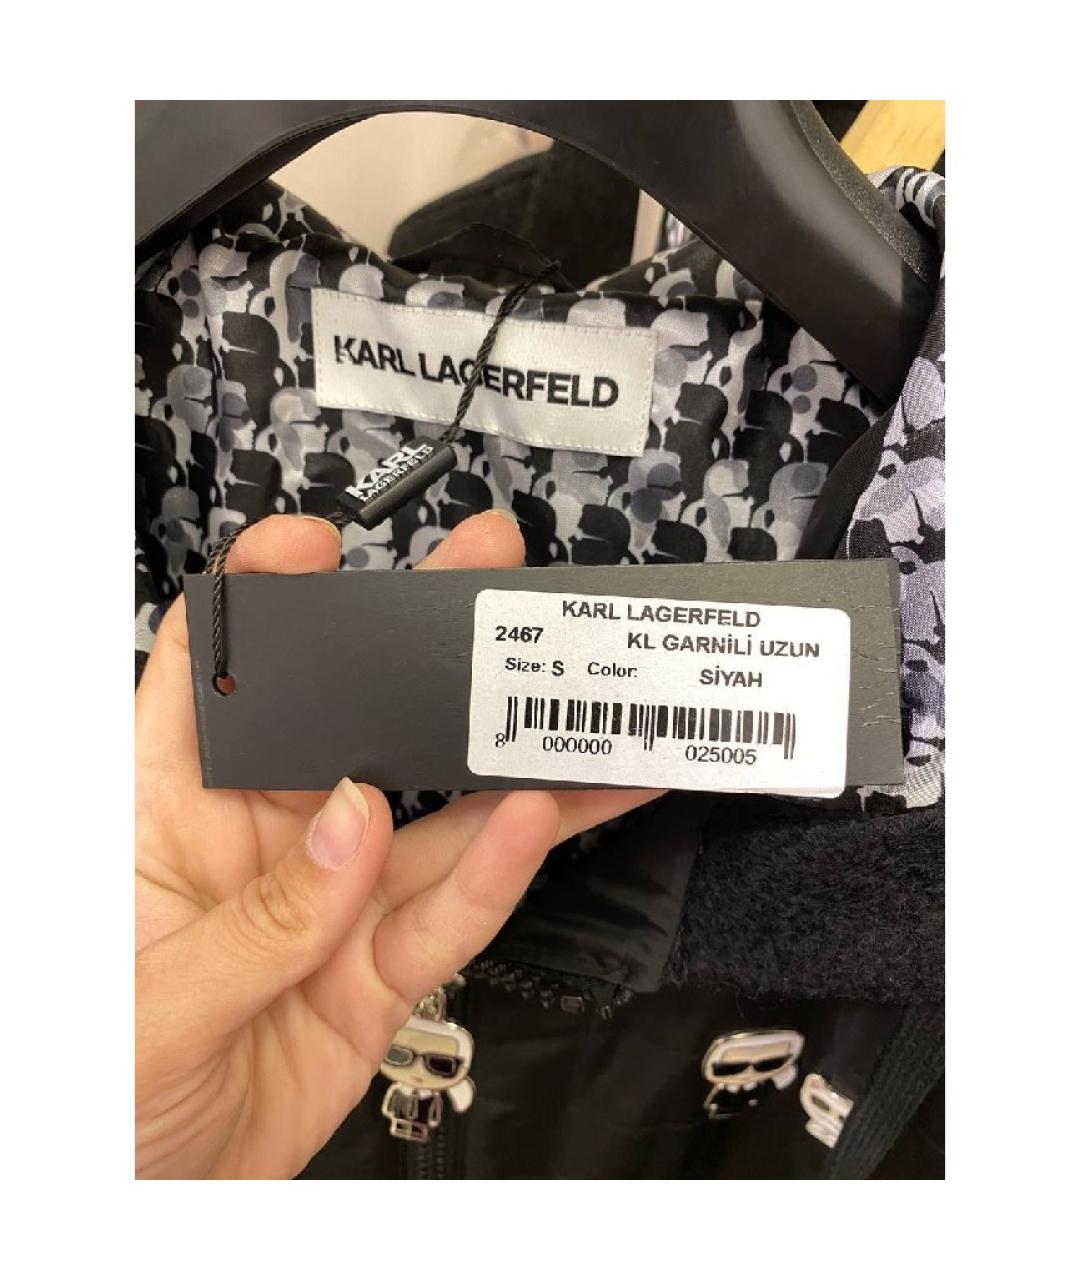 KARL LAGERFELD
KARL
LAGERFELD
KARL LAGERFELD
2467 KL GARNİLİ UZUN
Size: S Color: SİYAH
8 000000 025005